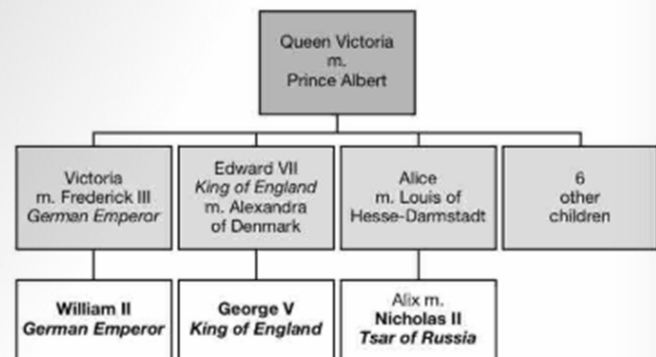 Queen Victoria
m.
Prince Albert
Victoria
m. Frederick III
German Emperor
Edward VII
King of England
m. Alexandra
of Denmark
Alice
m. Louis of
Hesse-Darmstadt
6
other
children
William II
German Emperor
George V
King of England
Alix m.
Nicholas II
Tsar of Russia